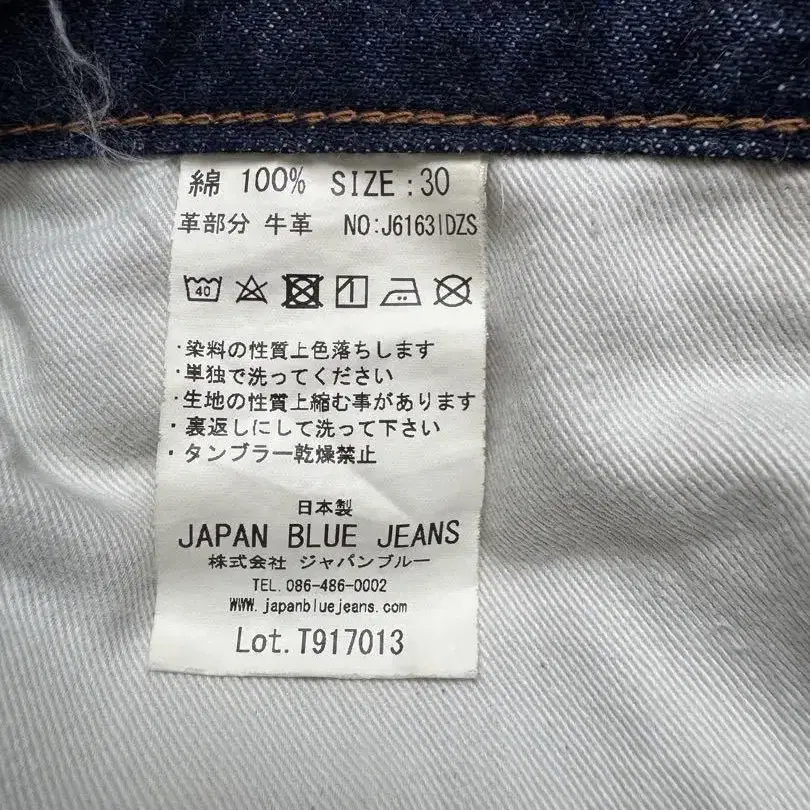 綿 100% SIZE:30
革部分 牛革 NO:J6163IDZS
40
・染料の性質上色落ちします
・単独で洗ってください
・生地の性質上縮む事があります
・裏返しにして洗って下さい
・タンブラー乾燥禁止
日本製
JAPAN BLUE JEANS
株式会社 ジャパンブルー
TEL.086-486-0002
WWW.japanbluejeans.com
Lot.T917013